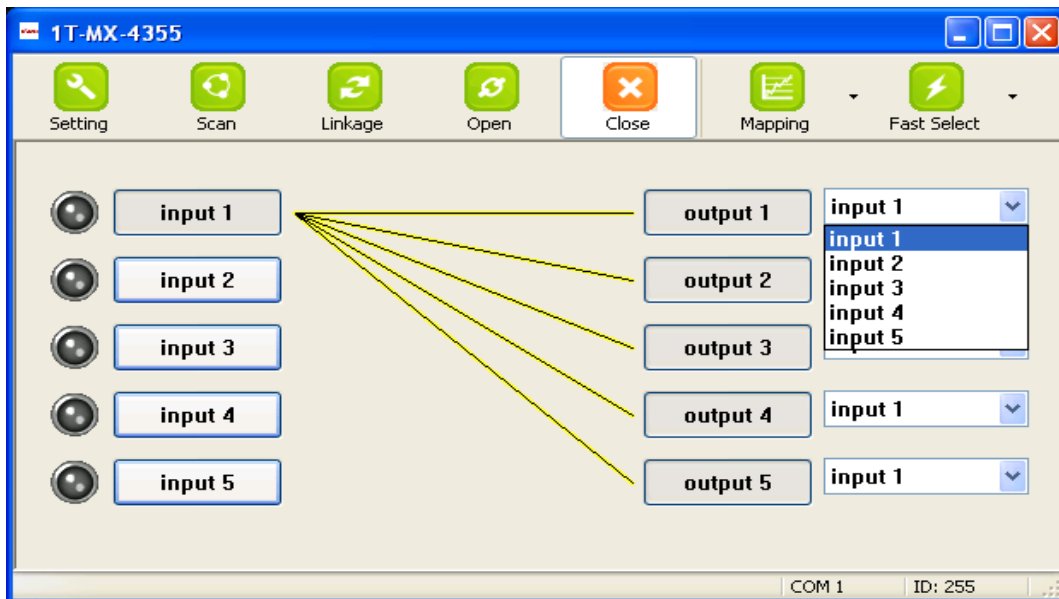 1T-MX-4355
Setting Scan Linkage Open Close Mapping Fast Select
input 1 output 1 input 1
input 1
input 2 output 2 input 2
input 3
input 3 output 3 input 4
input 5
input 4 output 4 input 1
input 5 output 5 input 1
COM 1 ID: 255